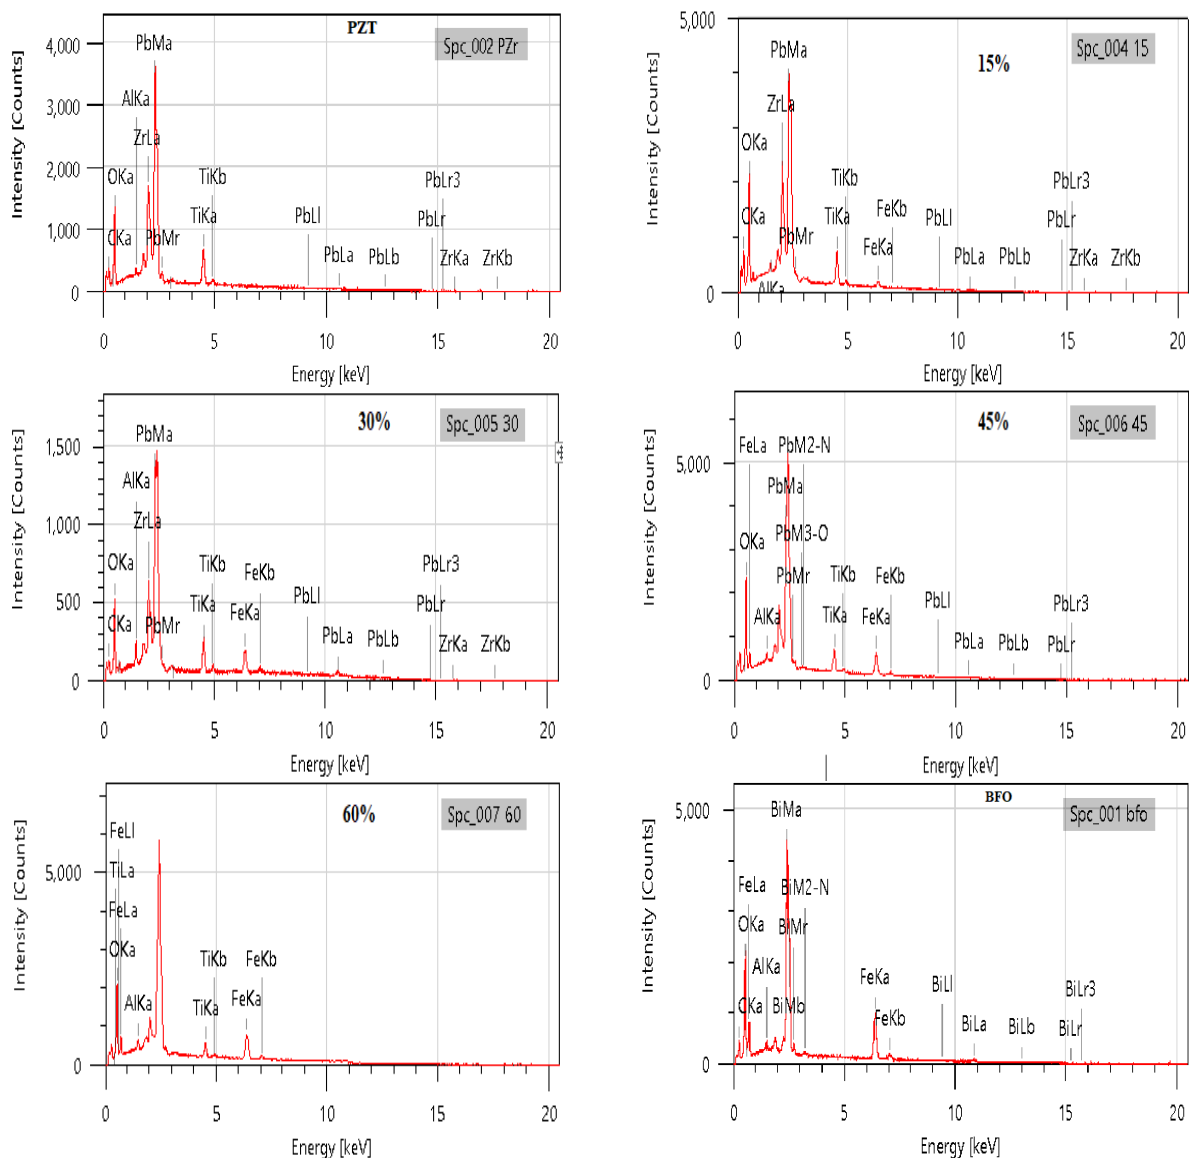 PZT
Spc_002 PZr
4,000
3,000
2,000
1,000
0
Intensity [Counts]
PbMa
AlKa
ZrLa
OKa
CKa
PbMr
TiKb
TiKa
PbLl
PbLa
PbLb
PbLr3
PbLr
ZrKa
ZrKb
0 5 10 15 20
Energy [keV]
15%
Spc_004 15
5,000
0
Intensity [Counts]
PbMa
ZrLa
OKa
CKa
PbMr
AlKa
TiKb
TiKa
FeKb
FeKa
PbLl
PbLa
PbLb
PbLr3
PbLr
ZrKa
ZrKb
0 5 10 15 20
Energy [keV]
30%
Spc_005 30
1,500
1,000
500
0
Intensity [Counts]
PbMa
AlKa
ZrLa
OKa
CKa
PbMr
TiKb
TiKa
FeKb
FeKa
PbLl
PbLa
PbLb
PbLr3
PbLr
ZrKa
ZrKb
0 5 10 15 20
Energy [keV]
45%
Spc_006 45
5,000
0
Intensity [Counts]
FeLa
PbM2-N
PbMa
PbM3-O
OKa
PbMr
AlKa
TiKb
TiKa
FeKb
FeKa
PbLl
PbLa
PbLb
PbLr3
PbLr
0 5 10 15 20
Energy [keV]
60%
Spc_007 60
5,000
0
Intensity [Counts]
FeLl
TiLa
FeLa
OKa
AlKa
TiKb
TiKa
FeKb
FeKa
0 5 10 15 20
Energy [keV]
BFO
Spc_001 bfo
5,000
0
Intensity [Counts]
BiMa
FeLa
BiM2-N
OKa
BiMr
AlKa
CKa
BiMb
FeKa
FeKb
BiLl
BiLa
BiLb
BiLr3
BiLr
0 5 10 15 20
Energy [keV]